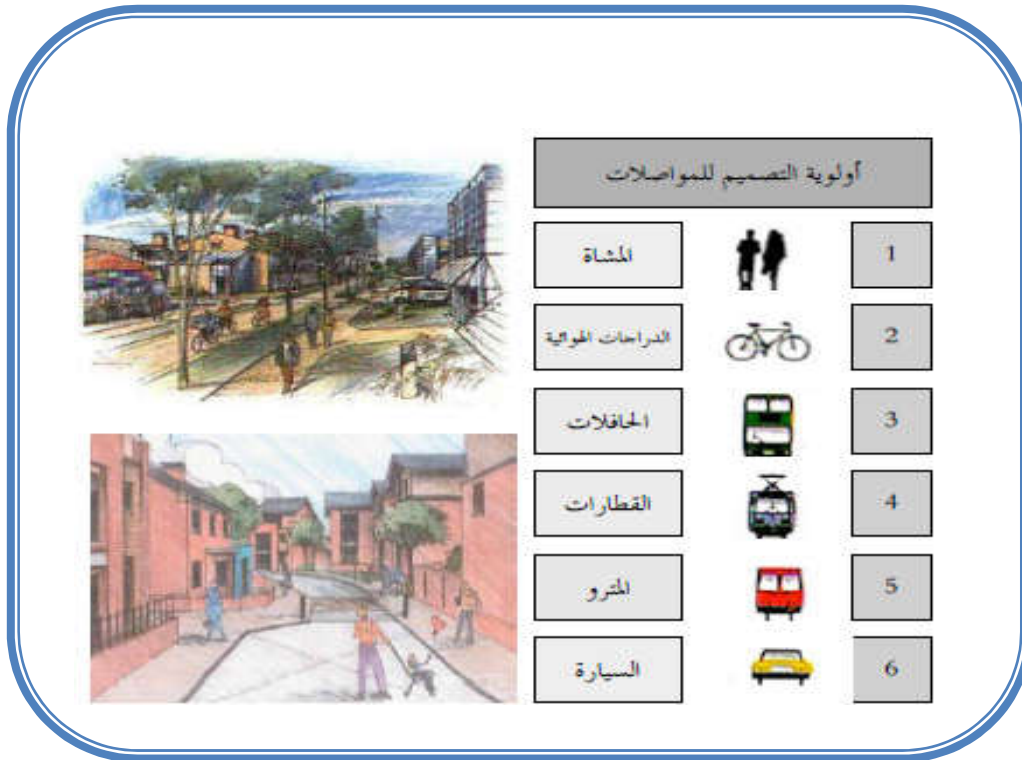 أولوية التصميم للمواصلات
1 المشاة
2 الدراجات الهوائية
3 الحافلات
4 القطارات
5 المترو
6 السيارة